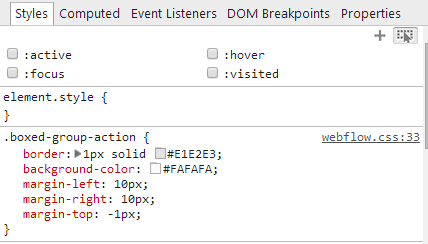 Styles Computed Event Listeners DOM Breakpoints Properties
:active :hover
:focus :visited
element.style {
}
.boxed-group-action { webflow.css:33
border: 1px solid #E1E2E3;
background-color: #FAFAFA;
margin-left: 10px;
margin-right: 10px;
margin-top: -1px;
}